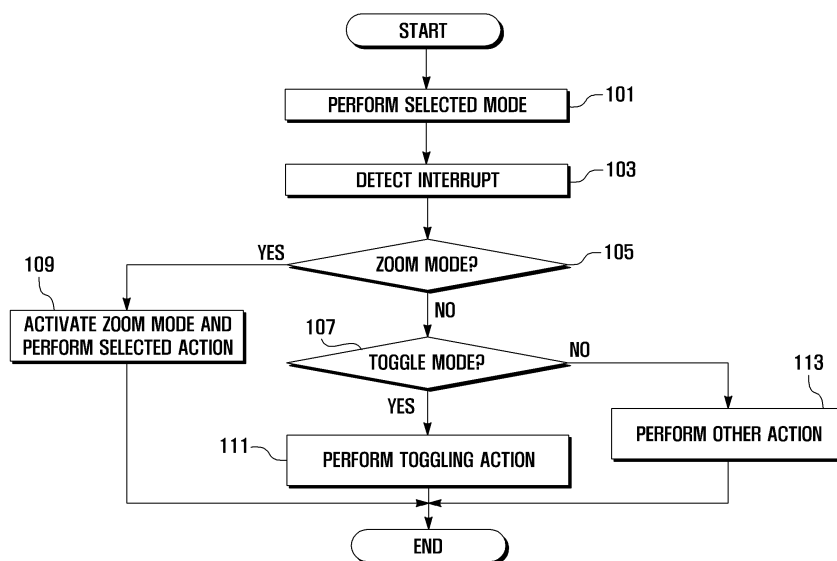 START
PERFORM SELECTED MODE
101
DETECT INTERRUPT
103
YES
ZOOM MODE?
105
109
ACTIVATE ZOOM MODE AND
PERFORM SELECTED ACTION
NO
107
TOGGLE MODE?
NO
113
YES
PERFORM OTHER ACTION
111
PERFORM TOGGLING ACTION
END